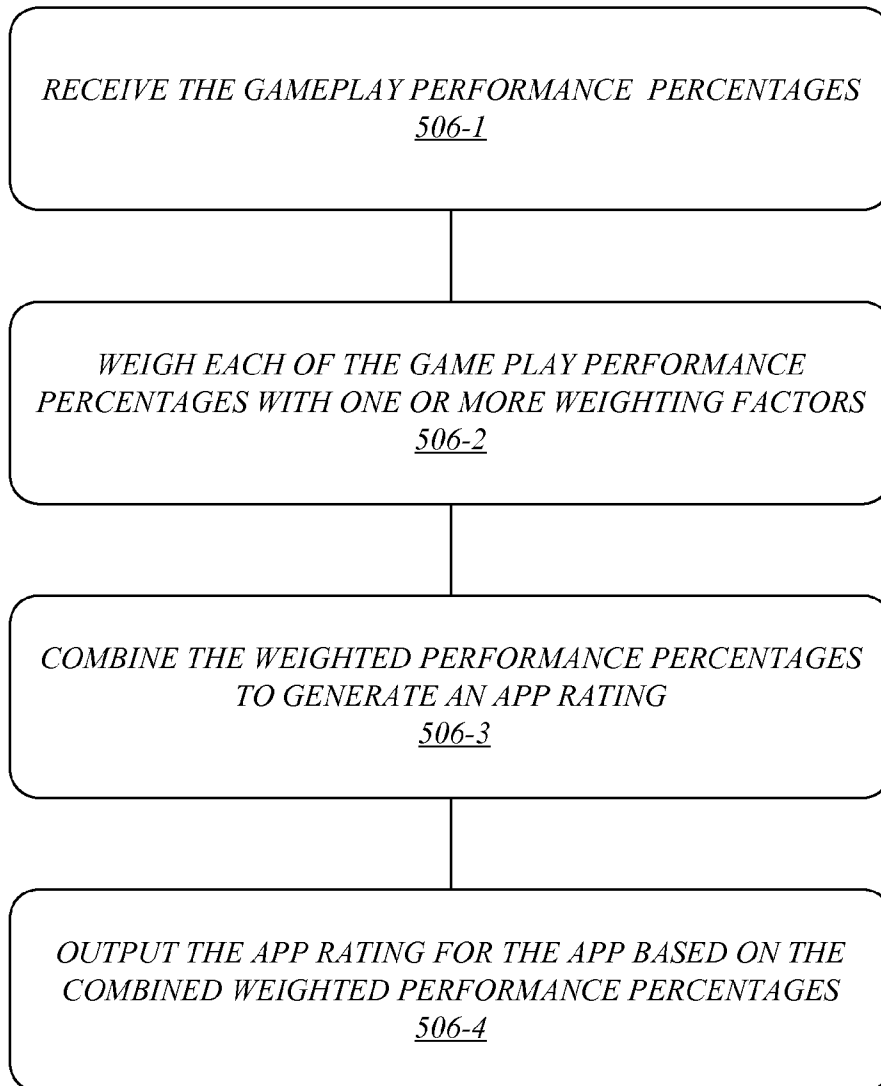 RECEIVE THE GAMEPLAY PERFORMANCE PERCENTAGES
506-1
WEIGH EACH OF THE GAME PLAY PERFORMANCE
PERCENTAGES WITH ONE OR MORE WEIGHTING FACTORS
506-2
COMBINE THE WEIGHTED PERFORMANCE PERCENTAGES
TO GENERATE AN APP RATING
506-3
OUTPUT THE APP RATING FOR THE APP BASED ON THE
COMBINED WEIGHTED PERFORMANCE PERCENTAGES
506-4